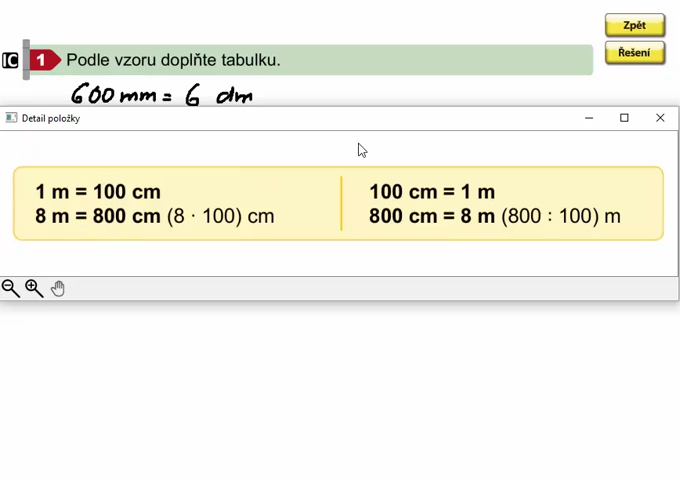 Zpět
1 Podle vzoru doplňte tabulku.
Řešení
600 mm = 6 dm
Detail položky
1 m = 100 cm
8 m = 800 cm (8 · 100) cm
100 cm = 1 m
800 cm = 8 m (800 : 100) m